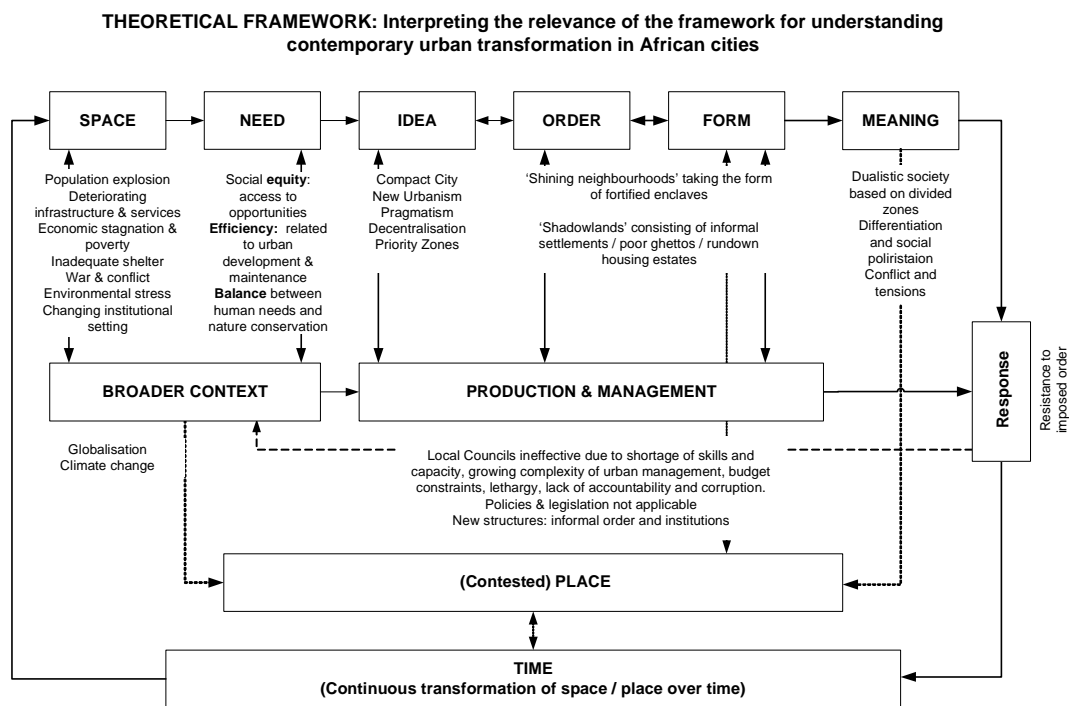 THEORETICAL FRAMEWORK: Interpreting the relevance of the framework for understanding
contemporary urban transformation in African cities
SPACE
NEED
IDEA
ORDER
FORM
MEANING
Population explosion
Deteriorating
infrastructure & services
Economic stagnation &
poverty
Inadequate shelter
War & conflict
Environmental stress
Changing institutional
setting
Social equity:
access to
opportunities
Efficiency: related
to urban
development &
maintenance
Balance between
human needs and
nature conservation
Compact City
New Urbanism
Pragmatism
Decentralisation
Priority Zones
‘Shining neighbourhoods’ taking the form
of fortified enclaves
‘Shadowlands’ consisting of informal
settlements / poor ghettos / rundown
housing estates
Dualistic society
based on divided
zones
Differentiation
and social
poliristaion
Conflict and
tensions
BROADER CONTEXT
PRODUCTION & MANAGEMENT
Response
Resistance to
imposed order
Globalisation
Climate change
Local Councils ineffective due to shortage of skills and
capacity, growing complexity of urban management, budget
constraints, lethargy, lack of accountability and corruption.
Policies & legislation not applicable
New structures: informal order and institutions
(Contested) PLACE
TIME
(Continuous transformation of space / place over time)